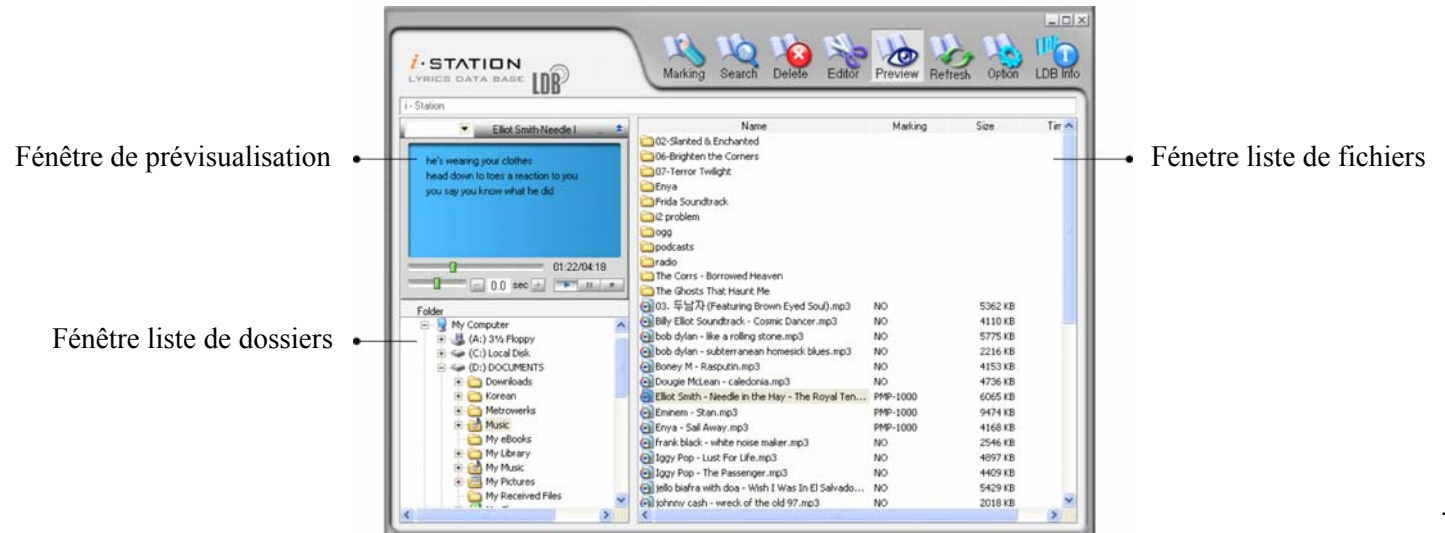 i·STATION
LYRICS DATA BASE LDB
Marking Search Delete Editor Preview Refresh Option LDB Info
i - Station
Elliot Smith-Needle I
Fénêtre de prévisualisation
he's wearing your clothes
head down to toes a reaction to you
you say you know what he did
01:22/04:18
0.0 sec
Folder
Fénêtre liste de dossiers
My Computer
(A:) 3½ Floppy
(C:) Local Disk
(D:) DOCUMENTS
Downloads
Korean
Metrowerks
Music
My eBooks
My Library
My Music
My Pictures
My Received Files
Name Marking Size
Fénetre liste de fichiers
02-Slanted & Enchanted
06-Brighten the Corners
07-Terror Twilight
Enya
Frida Soundtrack
i2 problem
ogg
podcasts
radio
The Corrs - Borrowed Heaven
The Ghosts That Haunt Me
03. 두남자 (Featuring Brown Eyed Soul).mp3 NO 5362 KB
Billy Elliot Soundtrack - Cosmic Dancer.mp3 NO 4110 KB
bob dylan - like a rolling stone.mp3 NO 5775 KB
bob dylan - subterranean homesick blues.mp3 NO 2216 KB
Boney M - Rasputin.mp3 NO 4153 KB
Dougie McLean - caledonia.mp3 NO 4736 KB
Elliot Smith - Needle in the Hay - The Royal Ten... PMP-1000 6065 KB
Eminem - Stan.mp3 PMP-1000 9474 KB
Enya - Sail Away.mp3 PMP-1000 4168 KB
frank black - white noise maker.mp3 NO 2546 KB
Iggy Pop - Lust For Life.mp3 NO 4897 KB
Iggy Pop - The Passenger.mp3 NO 4409 KB
jello biafra with doa - Wish I Was In El Salvado... NO 5429 KB
johnny cash - wreck of the old 97.mp3 NO 2018 KB